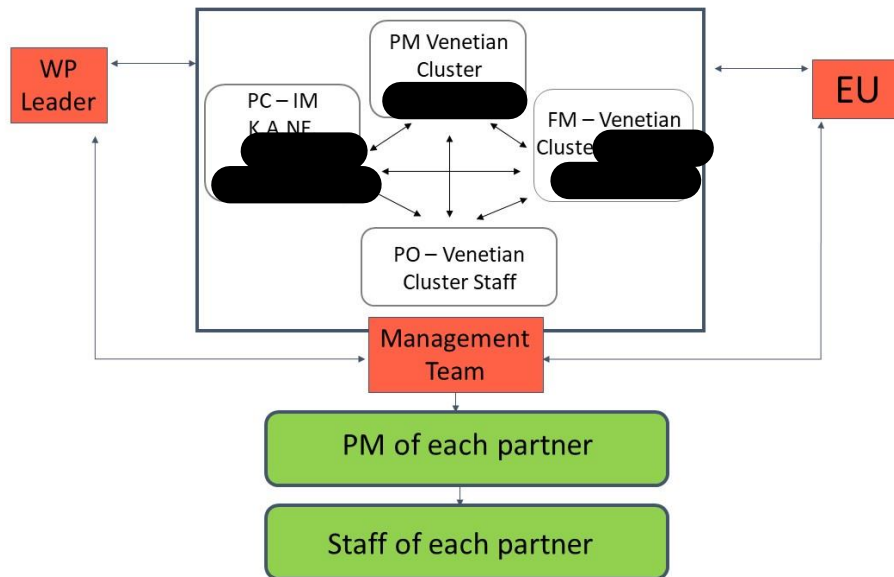 WP
Leader
PM Venetian
Cluster
EU
PC – IM
K.A.NE.
FM – Venetian
Cluster
PO – Venetian
Cluster Staff
Management
Team
PM of each partner
Staff of each partner